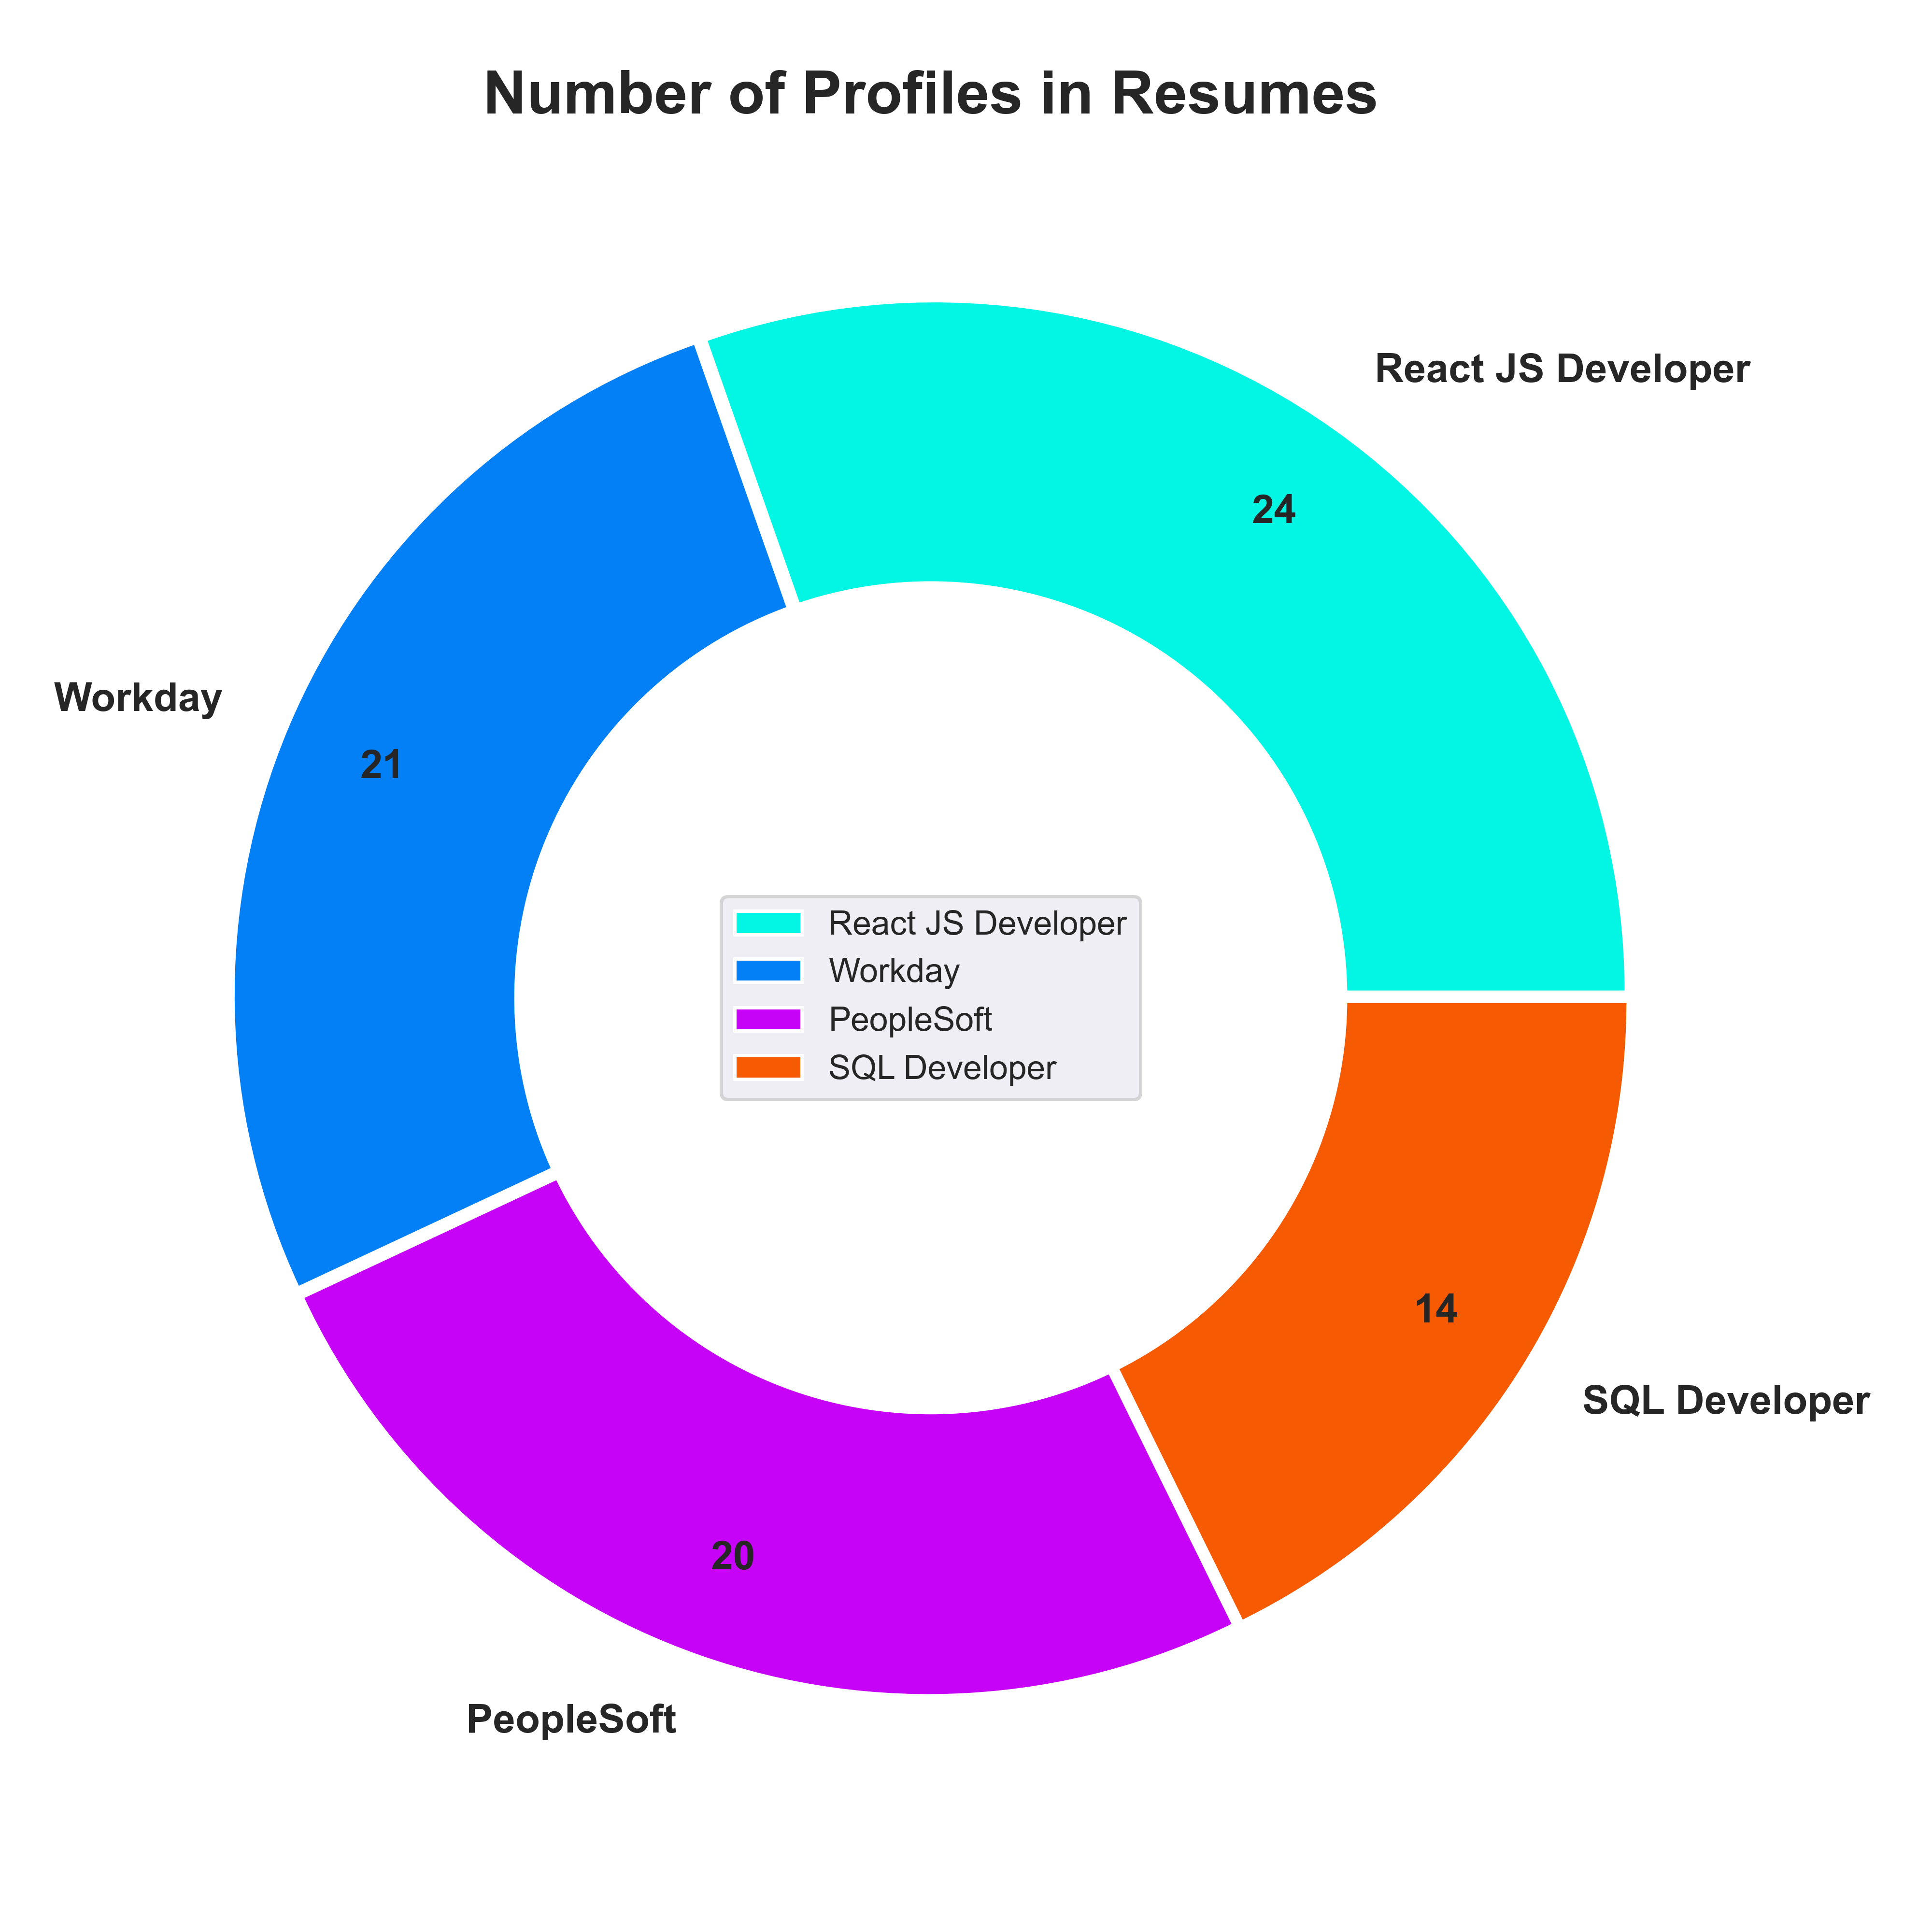 Number of Profiles in Resumes
React JS Developer
24
Workday
21
React JS Developer
Workday
PeopleSoft
SQL Developer
14
SQL Developer
20
PeopleSoft